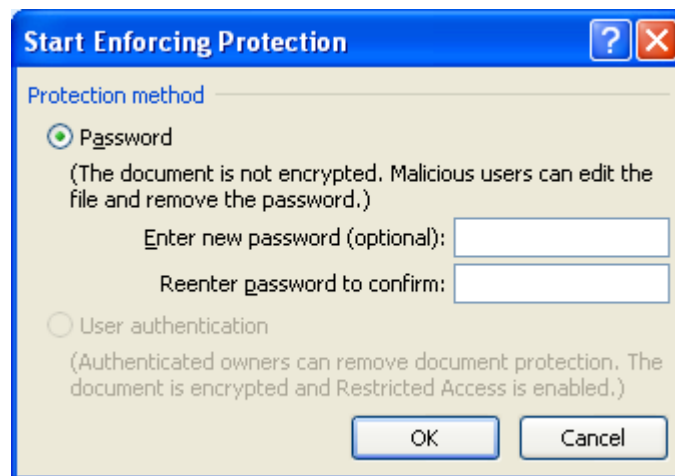 Start Enforcing Protection
Protection method
Password
(The document is not encrypted. Malicious users can edit the
file and remove the password.)
Enter new password (optional):
Reenter password to confirm:
User authentication
(Authenticated owners can remove document protection. The
document is encrypted and Restricted Access is enabled.)
OK Cancel